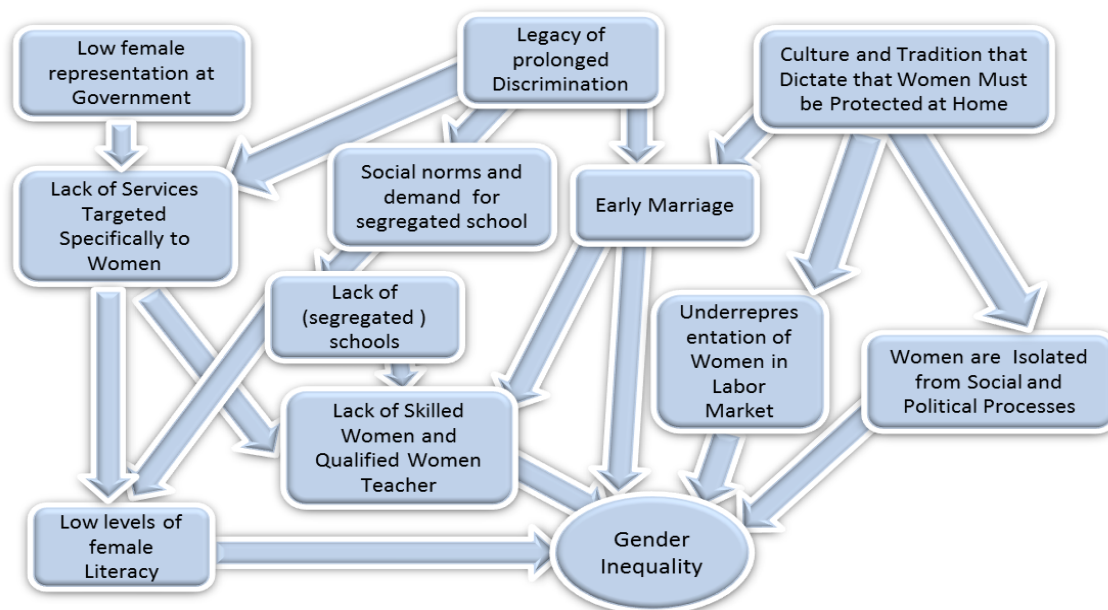 Low female
representation at
Government
Legacy of
prolonged
Discrimination
Culture and Tradition that
Dictate that Women Must
be Protected at Home
Lack of Services
Targeted
Specifically to
Women
Social norms and
demand for
segregated school
Early Marriage
Lack of
(segregated )
schools
Underrepres
entation of
Women in
Labor
Market
Women are Isolated
from Social and
Political Processes
Lack of Skilled
Women and
Qualified Women
Teacher
Low levels of
female
Literacy
Gender
Inequality